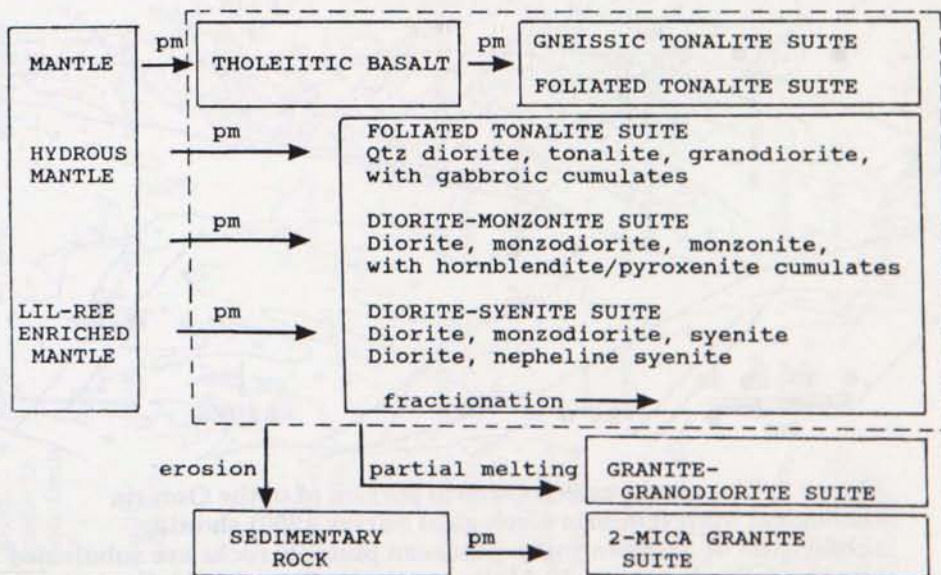 pm
pm
MANTLE
THOLEIITIC BASALT
GNEISSIC TONALITE SUITE
FOLIATED TONALITE SUITE
pm
HYDROUS
MANTLE
FOLIATED TONALITE SUITE
Qtz diorite, tonalite, granodiorite,
with gabbroic cumulates
pm
DIORITE-MONZONITE SUITE
Diorite, monzodiorite, monzonite,
with hornblendite/pyroxenite cumulates
LIL-REE
ENRICHED
MANTLE
pm
DIORITE-SYENITE SUITE
Diorite, monzodiorite, syenite
Diorite, nepheline syenite
fractionation
erosion
partial melting
GRANITE-
GRANODIORITE SUITE
SEDIMENTARY
ROCK
pm
2-MICA GRANITE
SUITE